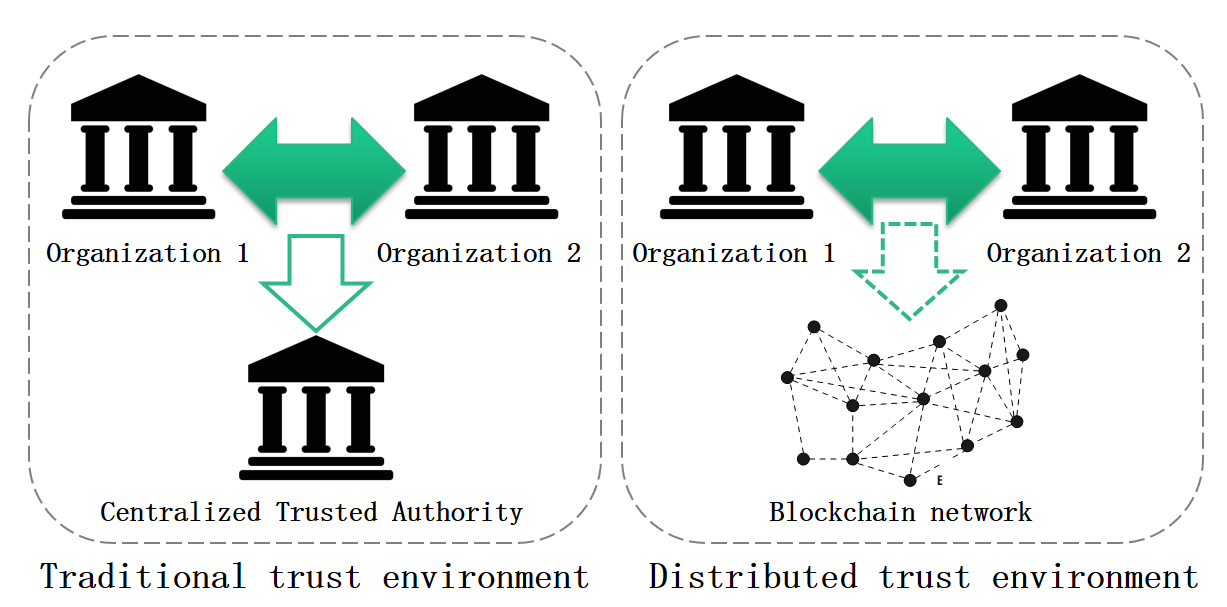 Organization 1
Organization 2
Centralized Trusted Authority
Traditional trust environment
Organization 1
Organization 2
E
Blockchain network
Distributed trust environment